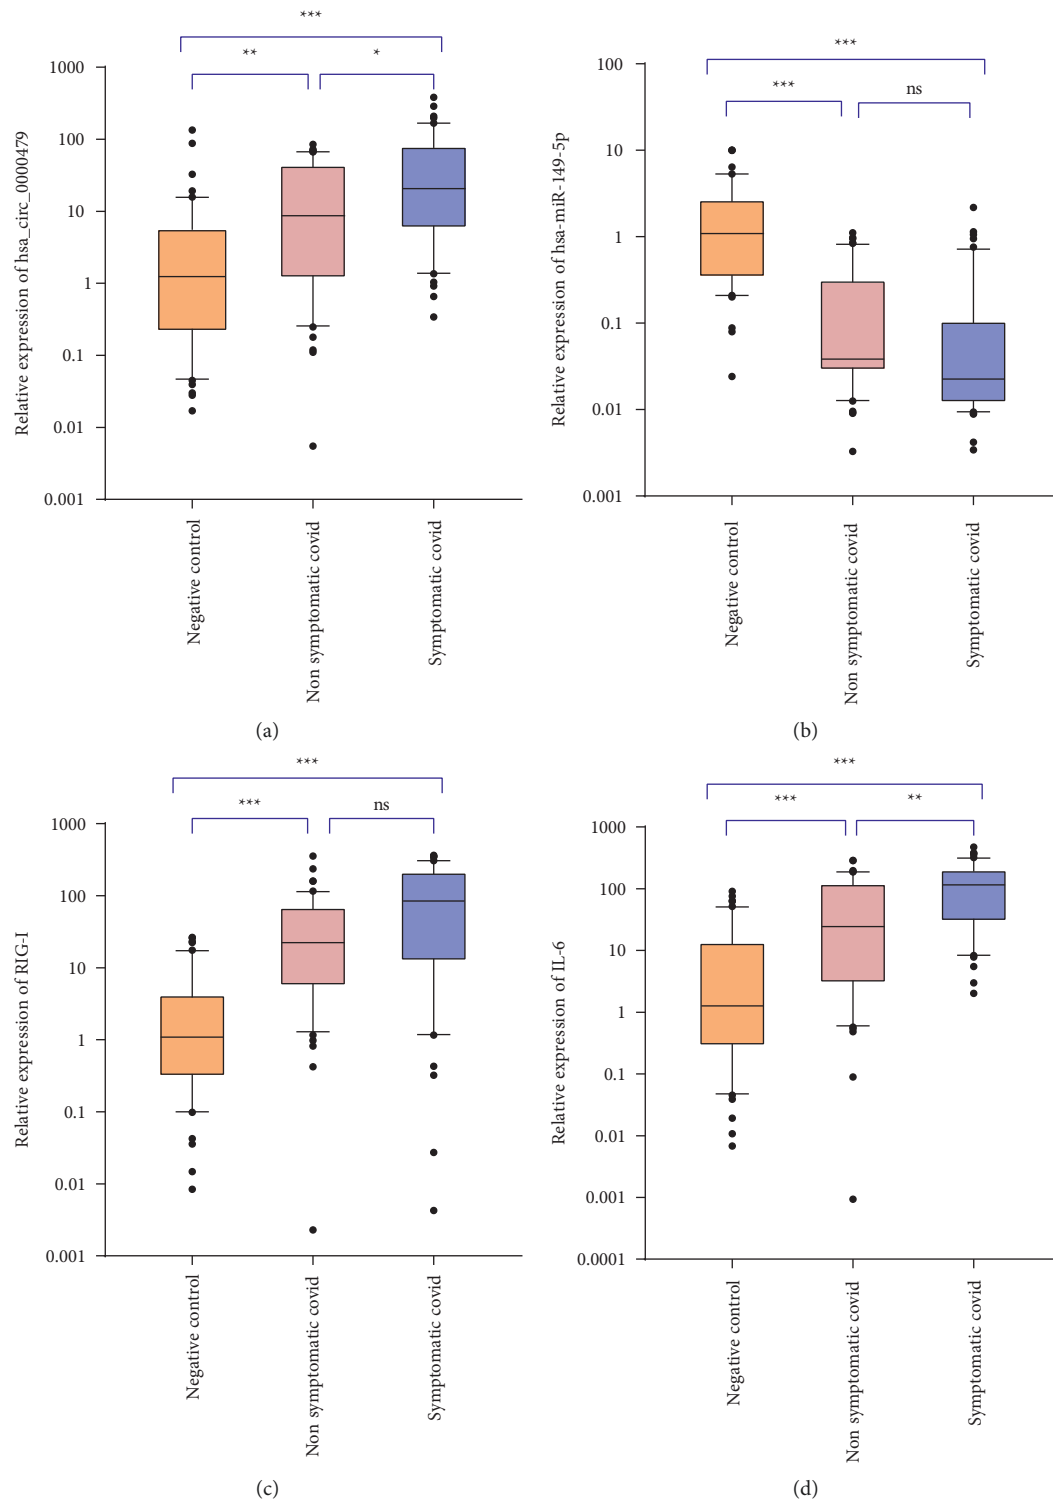 ***
**
*
1000
100
10
1
0.1
0.01
0.001
Relative expression of hsa_circ_0000479
Negative control
Non symptomatic covid
Symptomatic covid
(a)
***
***
ns
100
10
1
0.1
0.01
0.001
Relative expression of hsa-miR-149-5p
Negative control
Non symptomatic covid
Symptomatic covid
(b)
***
***
ns
1000
100
10
1
0.1
0.01
0.001
Relative expression of RIG-I
Negative control
Non symptomatic covid
Symptomatic covid
(c)
***
***
**
1000
100
10
1
0.1
0.01
0.001
0.0001
Relative expression of IL-6
Negative control
Non symptomatic covid
Symptomatic covid
(d)